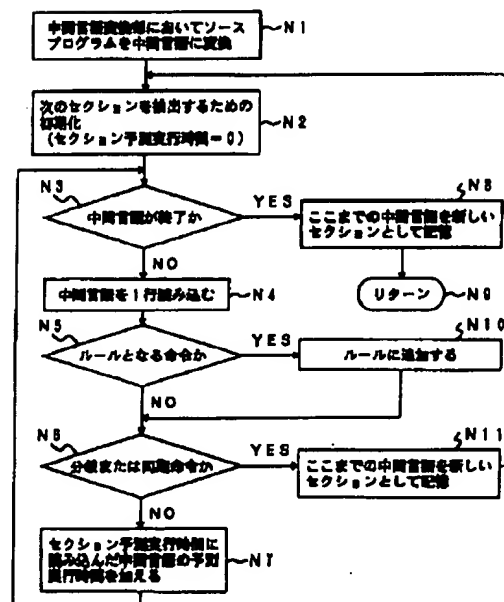 中間言語変換部においてソース
プログラムを中間言語に変換
N1
次のセクションを抽出するための
初期化
(セクション予測実行時間=0)
N2
N3
中間言語が終了か
YES
N8
ここまでの中間言語を新しい
セクションとして記憶
NO
リターン
N9
中間言語を1行読み込む
N4
N5
ルールとなる命令か
YES
N10
ルールに追加する
NO
N6
分岐または同期命令か
YES
N11
ここまでの中間言語を新しい
セクションとして記憶
NO
セクション予測実行時間に
読み込んだ中間言語の予測
実行時間を加える
N7